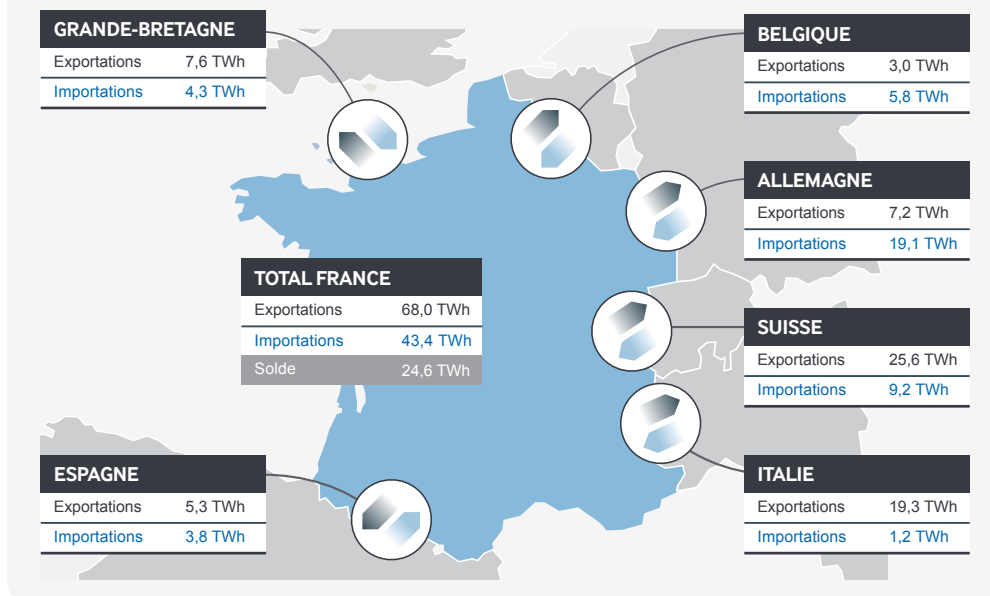 GRANDE-BRETAGNE
Exportations 7,6 TWh
Importations 4,3 TWh
BELGIQUE
Exportations 3,0 TWh
Importations 5,8 TWh
ALLEMAGNE
Exportations 7,2 TWh
Importations 19,1 TWh
TOTAL FRANCE
Exportations 68,0 TWh
Importations 43,4 TWh
Solde 24,6 TWh
SUISSE
Exportations 25,6 TWh
Importations 9,2 TWh
ESPAGNE
Exportations 5,3 TWh
Importations 3,8 TWh
ITALIE
Exportations 19,3 TWh
Importations 1,2 TWh